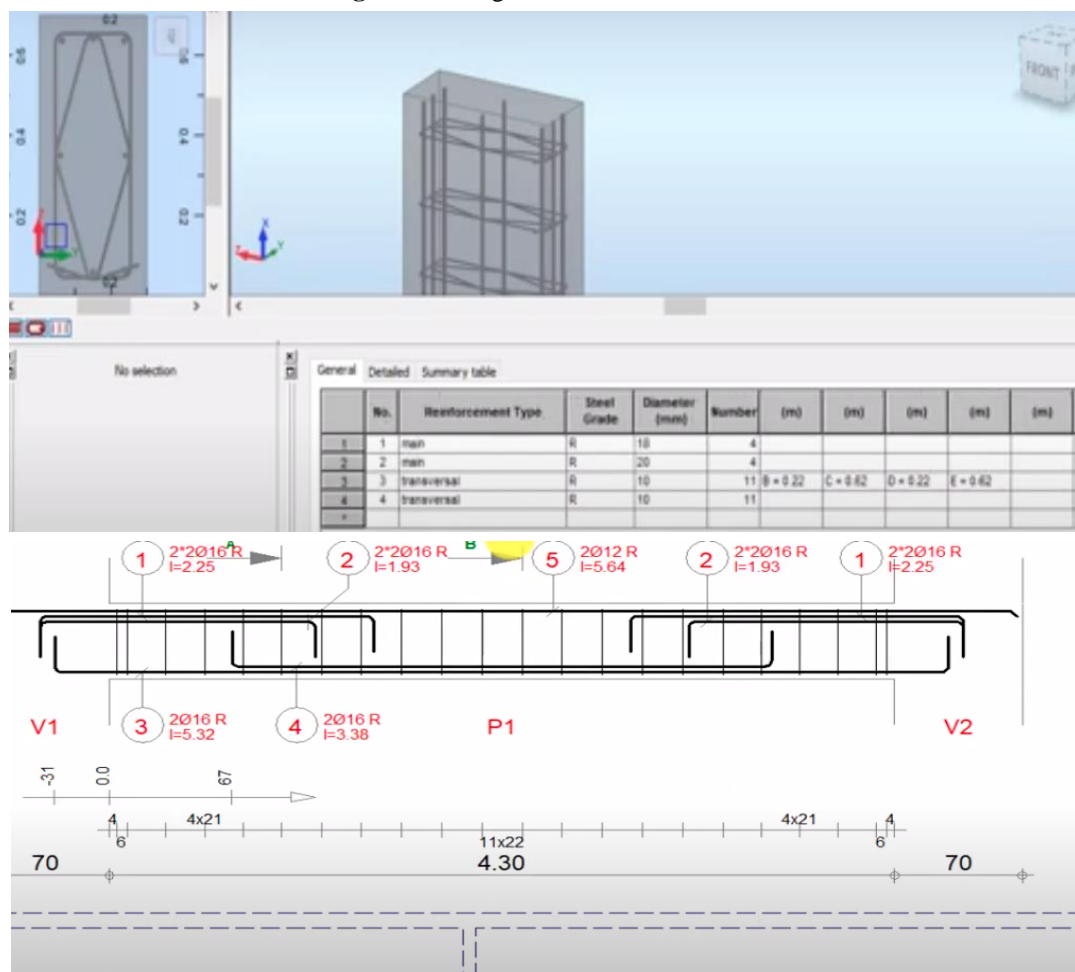 0.2
TOP
0.6
0.6
0.4
0.4
0.2
0.2
0.2
Z
Y
X
Z
Y
FRONT
No selection
General Detailed Summary table
No. Reinforcement Type Steel Grade Diameter (mm) Number (m) (m) (m) (m) (m)
1 1 main R 18 4
2 2 main R 20 4
3 3 transversal R 10 11 B = 0.22 C = 0.62 D = 0.22 E = 0.62
4 4 transversal R 10 11
A B
1 2*2Ø16 R l=2.25
2 2*2Ø16 R l=1.93
5 2Ø12 R l=5.64
2 2*2Ø16 R l=1.93
1 2*2Ø16 R l=2.25
V1
3 2Ø16 R l=5.32
4 2Ø16 R l=3.38
P1
V2
-31 0.0 67
4 4x21 4x21 4
6 11x22 6
70 4.30 70